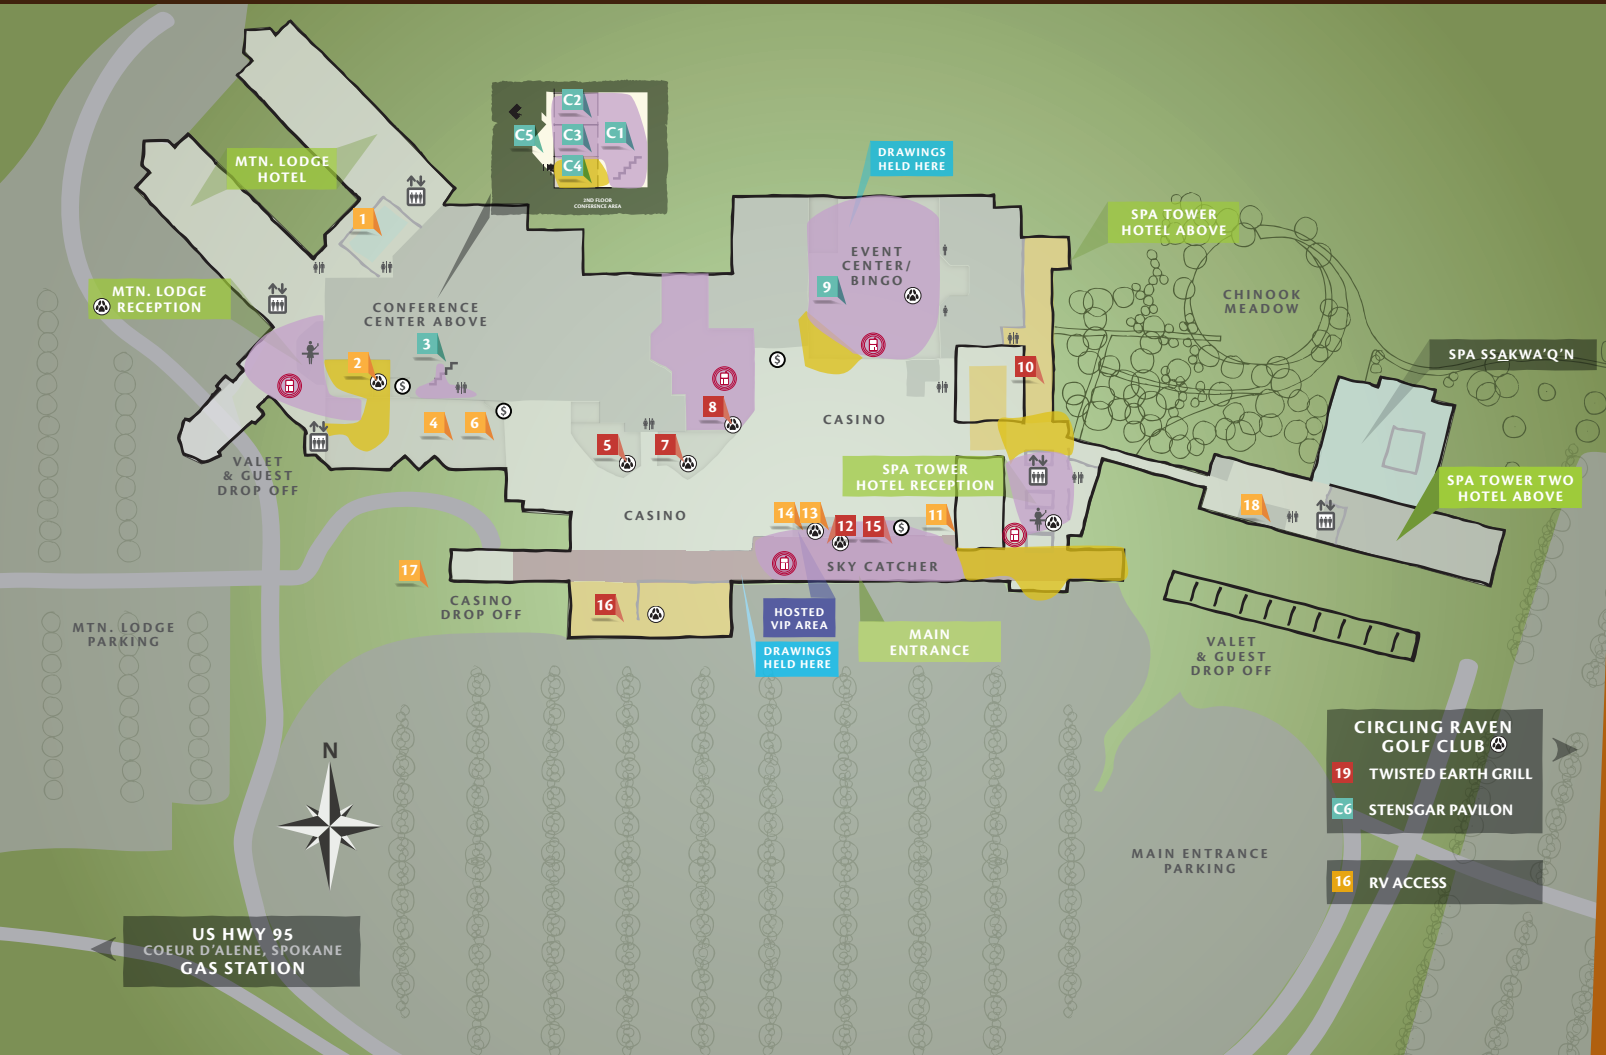 C2
C5
C3
C1
C4
2ND FLOOR
CONFERENCE AREA
MTN. LODGE
HOTEL
DRAWINGS
HELD HERE
1
SPA TOWER
HOTEL ABOVE
EVENT
CENTER/
BINGO
9
MTN. LODGE
RECEPTION
CONFERENCE
CENTER ABOVE
3
CHINOOK
MEADOW
SPA SSAKWA’Q’N
2
$
$
10
4
6
$
8
CASINO
5
7
VALET
& GUEST
DROP OFF
SPA TOWER
HOTEL RECEPTION
SPA TOWER TWO
HOTEL ABOVE
CASINO
14
13
12
15
$
11
18
17
SKY CATCHER
CASINO
DROP OFF
16
HOSTED
VIP AREA
MAIN
ENTRANCE
DRAWINGS
HELD HERE
VALET
& GUEST
DROP OFF
MTN. LODGE
PARKING
N
CIRCLING RAVEN
GOLF CLUB
19 TWISTED EARTH GRILL
C6 STENSGAR PAVILON
MAIN ENTRANCE
PARKING
16 RV ACCESS
US HWY 95
COEUR D’ALENE, SPOKANE
GAS STATION